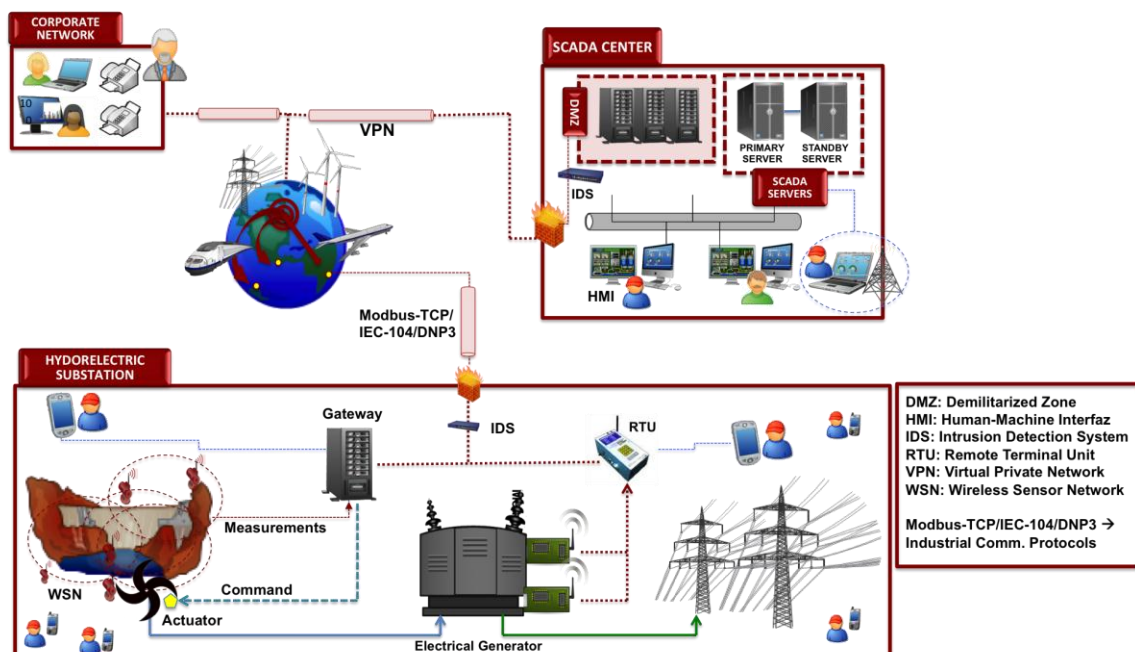 CORPORATE
NETWORK
10
0
VPN
SCADA CENTER
DMZ
PRIMARY
SERVER
STANDBY
SERVER
IDS
SCADA
SERVERS
HMI
Modbus-TCP/
IEC-104/DNP3
HYDORELECTRIC
SUBSTATION
Gateway
IDS
RTU
Measurements
WSN
Command
Actuator
Electrical Generator
DMZ: Demilitarized Zone
HMI: Human-Machine Interfaz
IDS: Intrusion Detection System
RTU: Remote Terminal Unit
VPN: Virtual Private Network
WSN: Wireless Sensor Network
Modbus-TCP/IEC-104/DNP3 →
Industrial Comm. Protocols